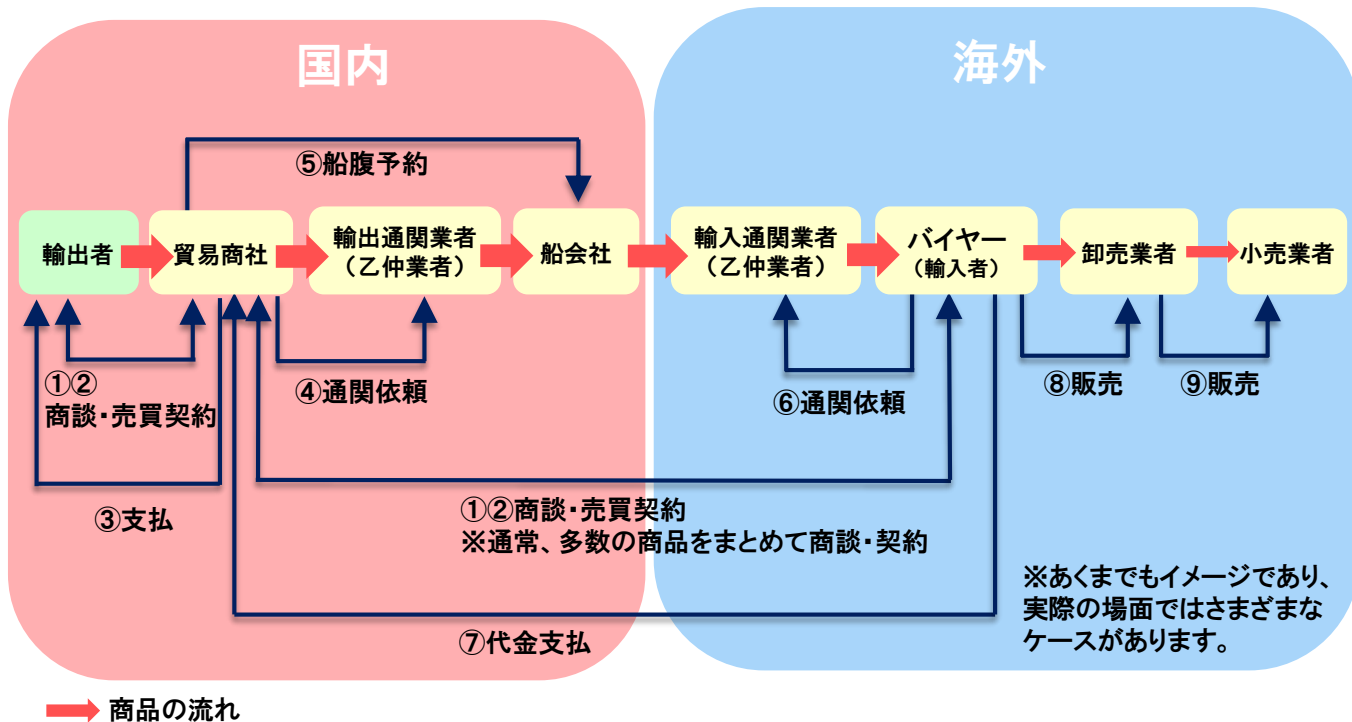 国内
海外
⑤船腹予約
輸出者
貿易商社
輸出通関業者
（乙仲業者）
船会社
輸入通関業者
（乙仲業者）
バイヤー
（輸入者）
卸売業者
小売業者
①②
商談・売買契約
④通関依頼
⑥通関依頼
⑧販売
⑨販売
③支払
①②商談・売買契約
※通常、多数の商品をまとめて商談・契約
※あくまでもイメージであり、
実際の場面ではさまざまな
ケースがあります。
⑦代金支払
商品の流れ